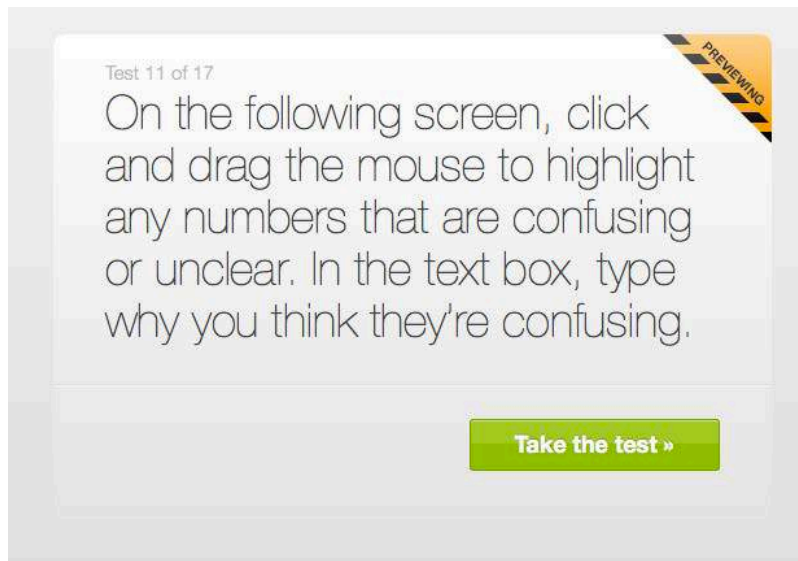 Test 11 of 17
PREVIEWING
On the following screen, click
and drag the mouse to highlight
any numbers that are confusing
or unclear. In the text box, type
why you think they're confusing.
Take the test »